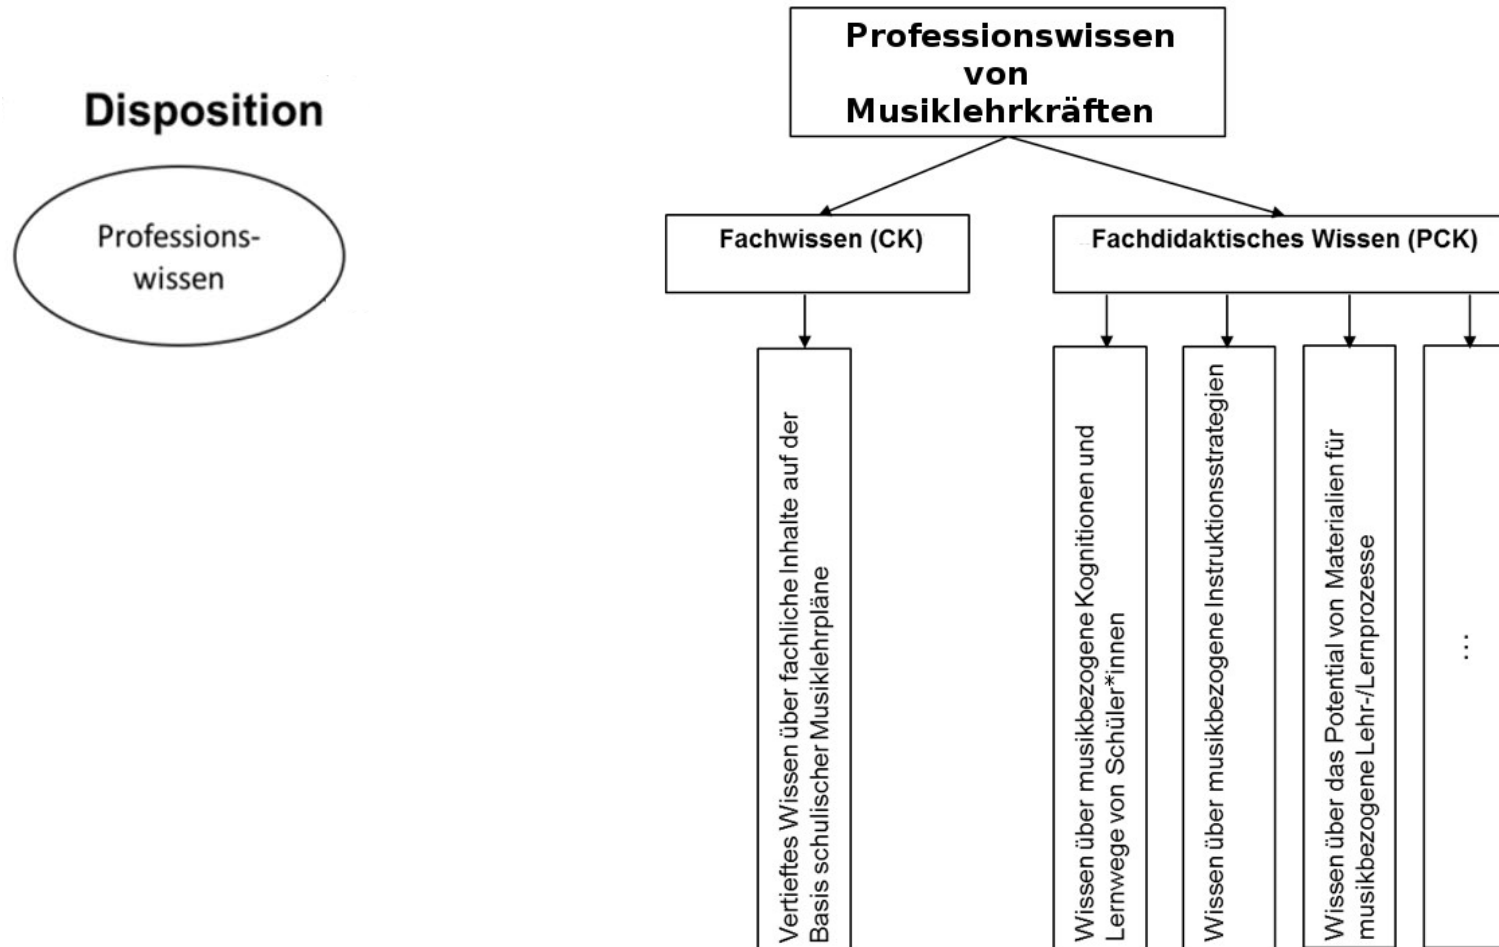 Disposition
Professions-
wissen
Professionswissen
von
Musiklehrkräften
Fachwissen (CK)
Fachdidaktisches Wissen (PCK)
Vertieftes Wissen über fachliche Inhalte auf der
Basis schulischer Musiklehrpläne
Wissen über musikbezogene Kognitionen und
Lernwege von Schüler*innen
Wissen über musikbezogene Instruktionsstrategien
Wissen über das Potential von Materialien für
musikbezogene Lehr-/Lernprozesse
...